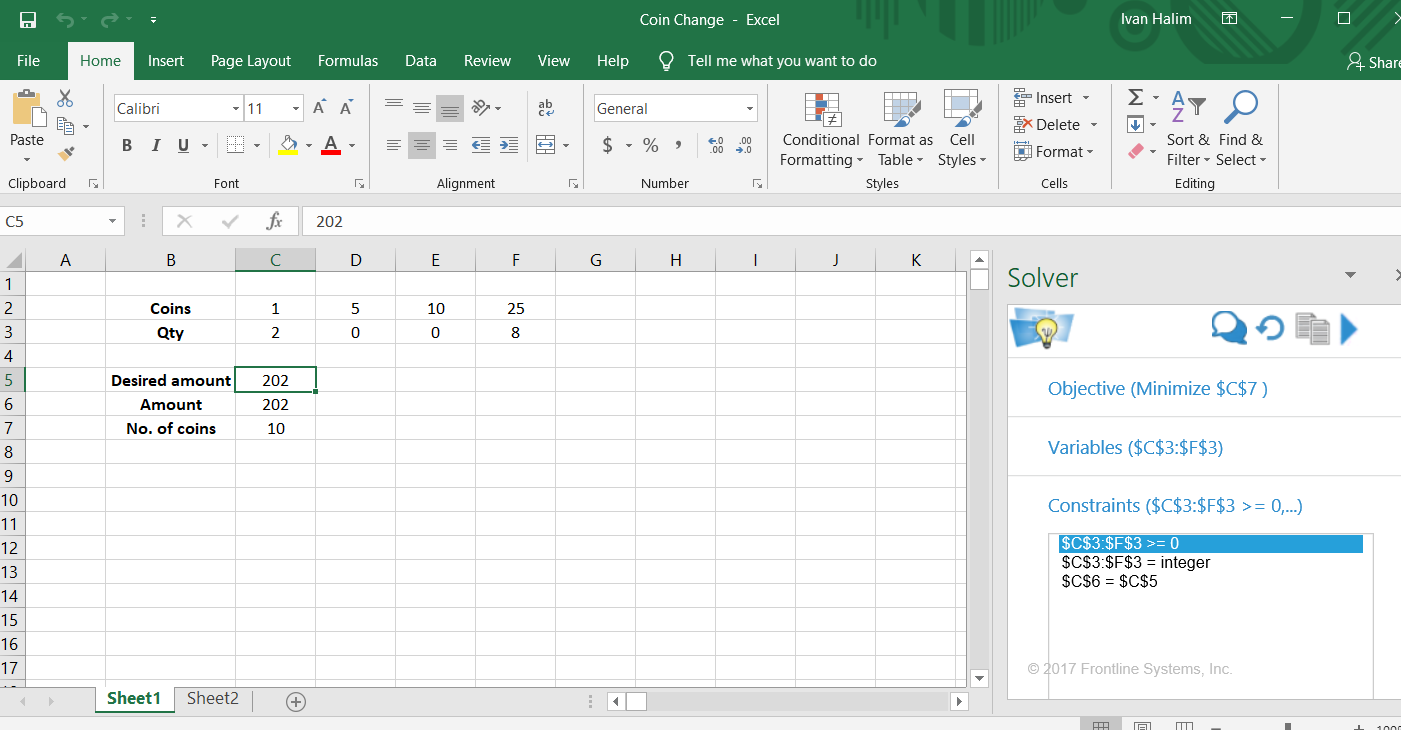 Coin Change - Excel
Ivan Halim
File Home Insert Page Layout Formulas Data Review View Help Tell me what you want to do
Paste
Calibri 11
General
Conditional Formatting
Format as Table
Cell Styles
Insert
Delete
Format
Sort & Filter
Find & Select
Clipboard Font Alignment Number Styles Cells Editing
C5 fx 202
A B C D E F G H I J K
1
2 Coins 1 5 10 25
3 Qty 2 0 0 8
4
5 Desired amount 202
6 Amount 202
7 No. of coins 10
8
9
10
11
12
13
14
15
16
17
Sheet1 Sheet2
Solver
Objective (Minimize $C$7 )
Variables ($C$3:$F$3)
Constraints ($C$3:$F$3 >= 0,...)
$C$3:$F$3 >= 0
$C$3:$F$3 = integer
$C$6 = $C$5
© 2017 Frontline Systems, Inc.